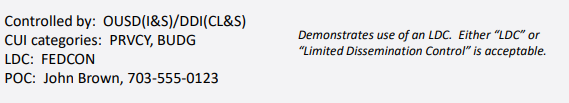 Controlled by:  OUSD(I&S)/DDI(CL&S)
CUI categories:  PRVCY, BUDG
LDC:  FEDCON
POC:  John Brown, 703-555-0123
Demonstrates use of an LDC.  Either “LDC” or
“Limited Dissemination Control” is acceptable.